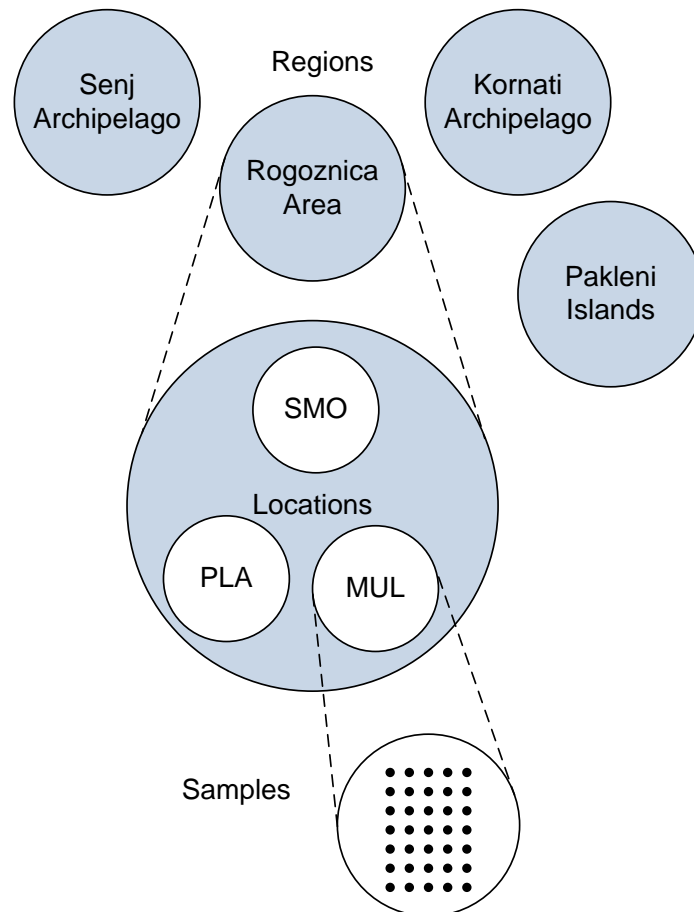 Senj
Archipelago
Regions
Kornati
Archipelago
Rogoznica
Area
Pakleni
Islands
SMO
Locations
PLA
MUL
Samples